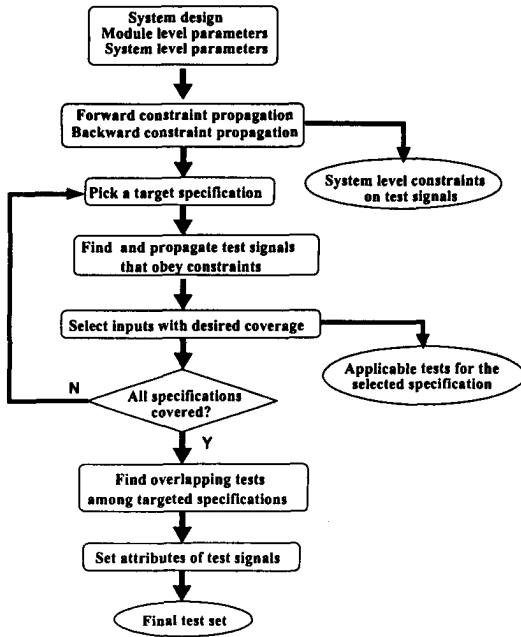 System design
Module level parameters
System level parameters
Forward constraint propagation
Backward constraint propagation
System level constraints
on test signals
Pick a target specification
Find and propagate test signals
that obey constraints
Select inputs with desired coverage
Applicable tests for the
selected specification
N
All specifications
covered?
Y
Find overlapping tests
among targeted specifications
Set attributes of test signals
Final test set